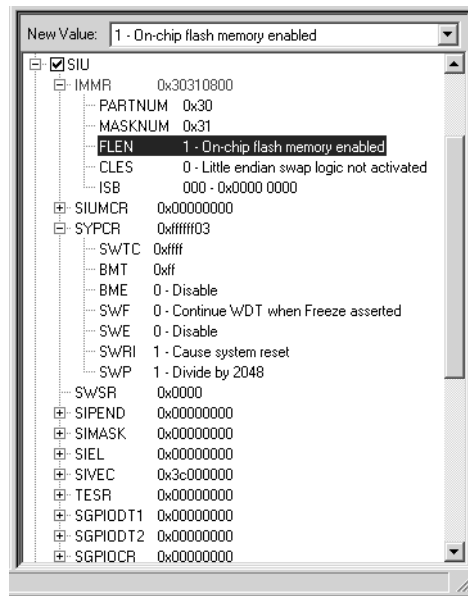 New Value: 1 - On-chip flash memory enabled
SIU
IMMR 0x30310800
PARTNUM 0x30
MASKNUM 0x31
FLEN 1 - On-chip flash memory enabled
CLES 0 - Little endian swap logic not activated
ISB 000 - 0x0000 0000
SIUMCR 0x00000000
SYPCR 0xffffff03
SWTC 0xffff
BMT 0xff
BME 0 - Disable
SWF 0 - Continue WDT when Freeze asserted
SWE 0 - Disable
SWRI 1 - Cause system reset
SWP 1 - Divide by 2048
SWSR 0x0000
SIPEND 0x00000000
SIMASK 0x00000000
SIEL 0x00000000
SIVEC 0x3c000000
TESR 0x00000000
SGPIODT1 0x00000000
SGPIODT2 0x00000000
SGPIOCR 0x00000000